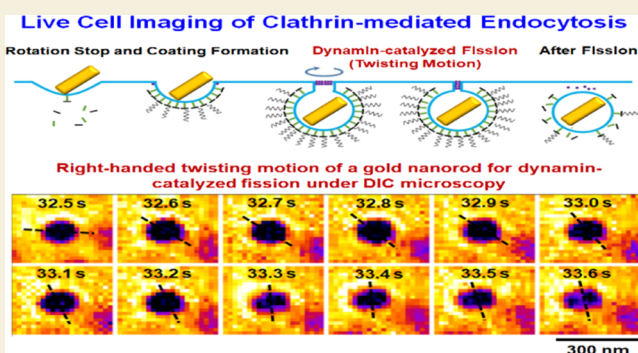 Live Cell Imaging of Clathrin-mediated Endocytosis
Rotation Stop and Coating Formation
Dynamin-catalyzed Fission
(Twisting Motion)
After Fission
Right-handed twisting motion of a gold nanorod for dynamin-
catalyzed fission under DIC microscopy
32.5 s
32.6 s
32.7 s
32.8 s
32.9 s
33.0 s
33.1 s
33.2 s
33.3 s
33.4 s
33.5 s
33.6 s
300 nm